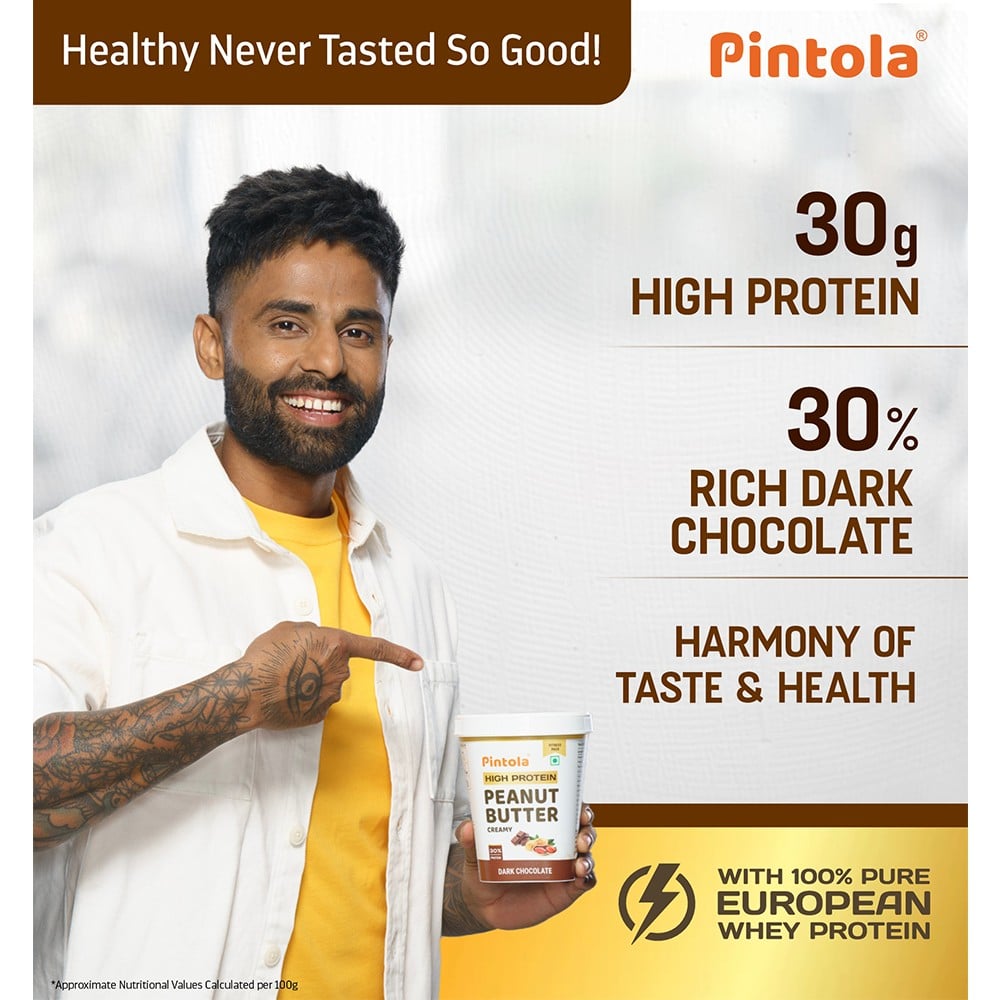 Healthy Never Tasted So Good!
Pintola®
30g
HIGH PROTEIN
30%
RICH DARK
CHOCOLATE
HARMONY OF
TASTE & HEALTH
Pintola
HIGH PROTEIN
PEANUT
BUTTER
CREAMY
30%
DARK CHOCOLATE
WITH 100% PURE
EUROPEAN
WHEY PROTEIN
*Approximate Nutritional Values Calculated per 100g